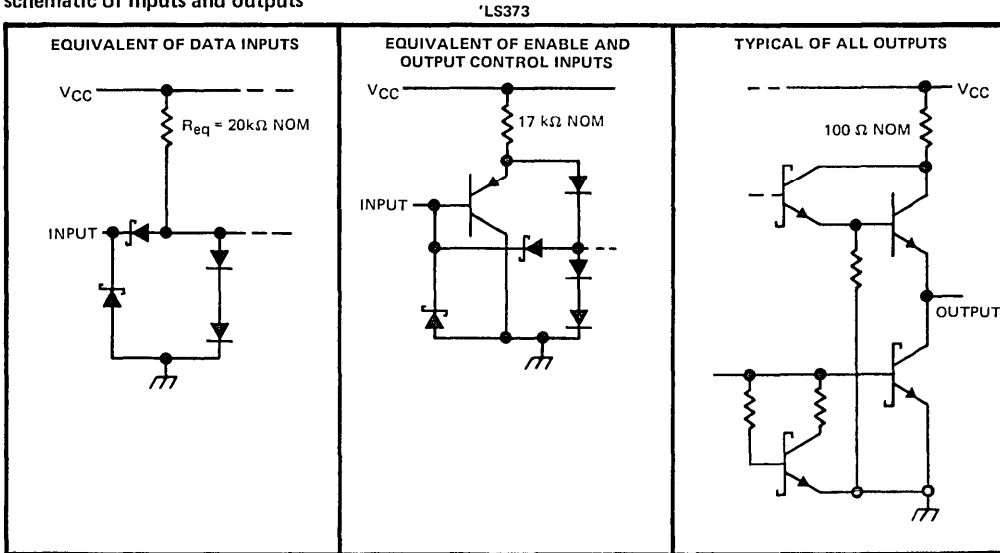 schematic of inputs and outputs
'LS373
EQUIVALENT OF DATA INPUTS
VCC
Req = 20kΩ NOM
INPUT
EQUIVALENT OF ENABLE AND
OUTPUT CONTROL INPUTS
VCC
17 kΩ NOM
INPUT
TYPICAL OF ALL OUTPUTS
VCC
100 Ω NOM
OUTPUT